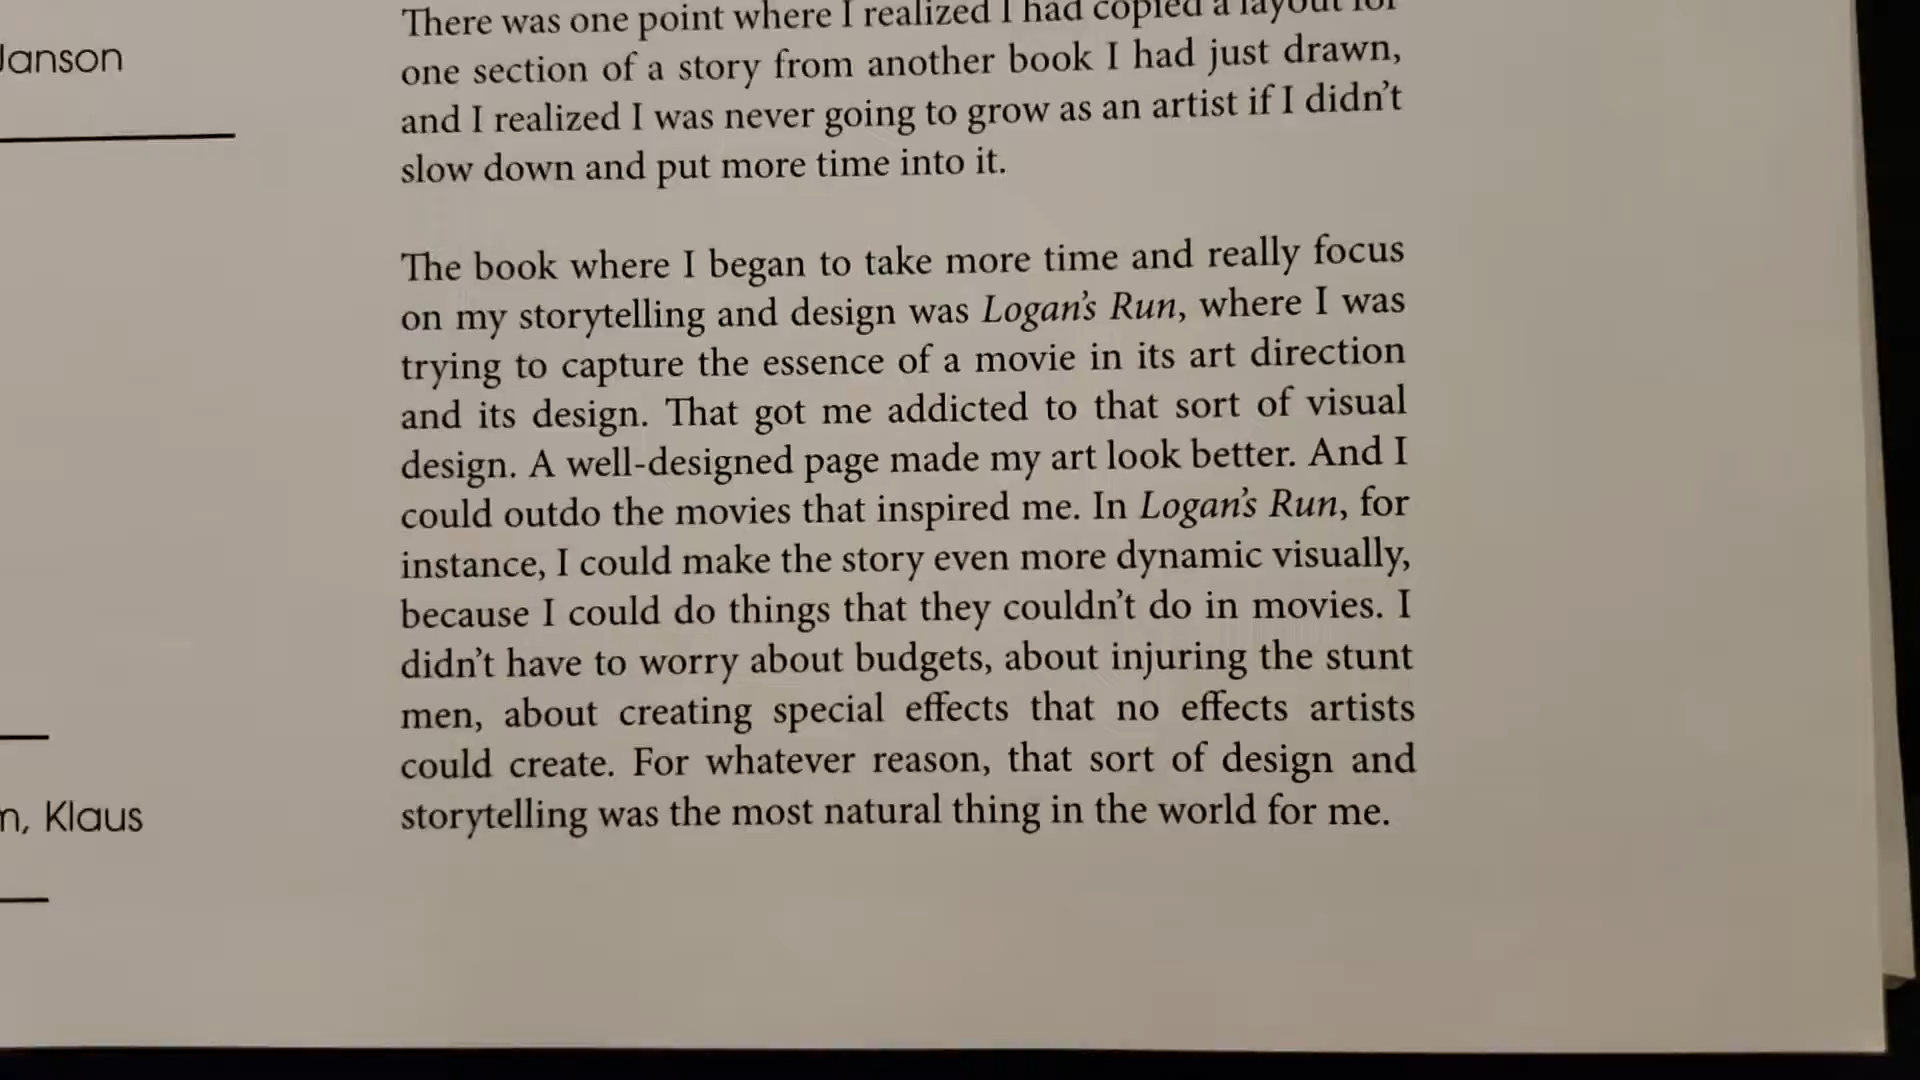 Janson
n, Klaus
There was one point where I realized I had copied a layout for
one section of a story from another book I had just drawn,
and I realized I was never going to grow as an artist if I didn't
slow down and put more time into it.
The book where I began to take more time and really focus
on my storytelling and design was Logan's Run, where I was
trying to capture the essence of a movie in its art direction
and its design. That got me addicted to that sort of visual
design. A well-designed page made my art look better. And I
could outdo the movies that inspired me. In Logan's Run, for
instance, I could make the story even more dynamic visually,
because I could do things that they couldn't do in movies. I
didn't have to worry about budgets, about injuring the stunt
men, about creating special effects that no effects artists
could create. For whatever reason, that sort of design and
storytelling was the most natural thing in the world for me.